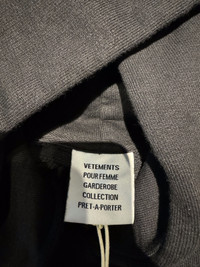 VETEMENTS
POUR FEMME
GARDEROBE
COLLECTION
PRET-A-PORTER